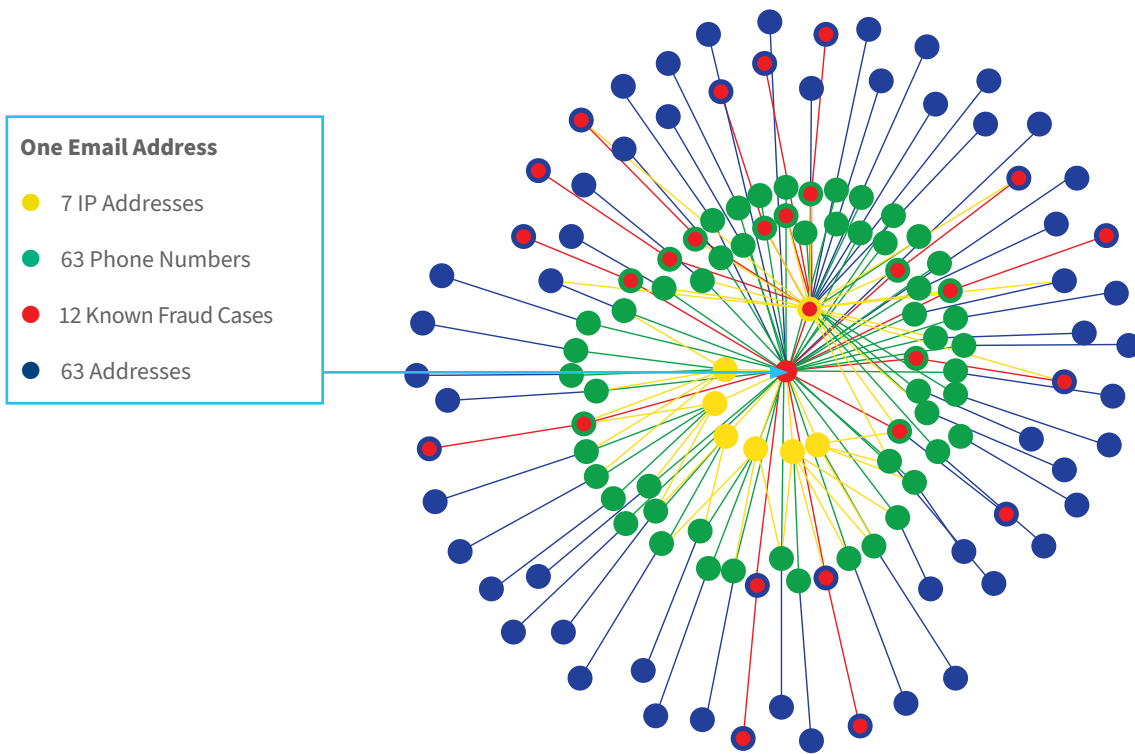 One Email Address
7 IP Addresses
63 Phone Numbers
12 Known Fraud Cases
63 Addresses